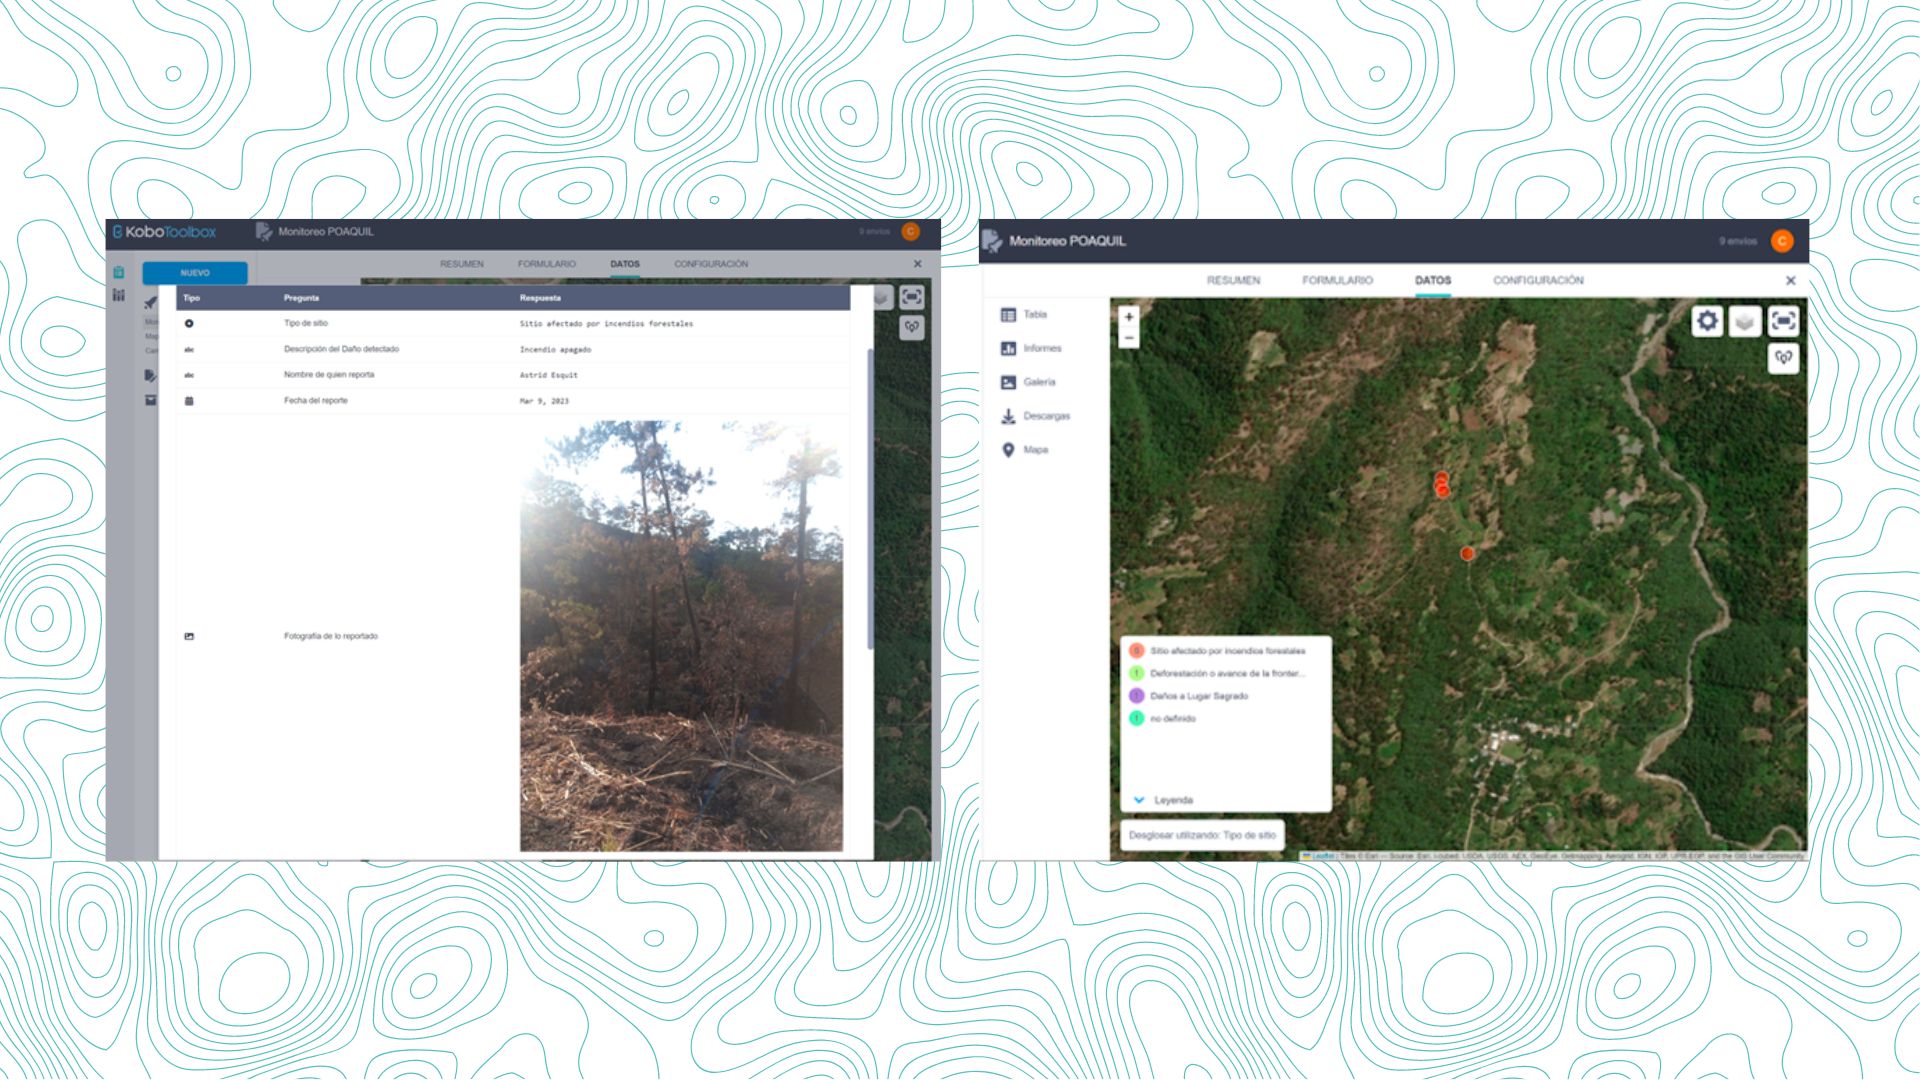 KoboToolbox
Monitoreo POAQUIL
9 envíos
C
NUEVO
RESUMEN
FORMULARIO
DATOS
CONFIGURACIÓN
Tipo
Pregunta
Respuesta
Tipo de sitio
Sitio afectado por incendios forestales
abc
Descripción del Daño detectado
Incendio apagado
abc
Nombre de quien reporta
Astrid Esquit
Fecha del reporte
Mar 9, 2023
Fotografía de lo reportado
Monitoreo POAQUIL
9 envíos
C
RESUMEN
FORMULARIO
DATOS
CONFIGURACIÓN
Tabla
Informes
Galería
Descargas
Mapa
+
−
Sitio afectado por incendios forestales
1 Deforestación o avance de la fronter...
1 Daños a Lugar Sagrado
1 no definido
Leyenda
Desglosar utilizando: Tipo de sitio
Leaflet | Tiles © Esri — Source: Esri, i-cubed, USDA, USGS, AEX, GeoEye, Getmapping, Aerogrid, IGN, IGP, UPR-EGP, and the GIS User Community